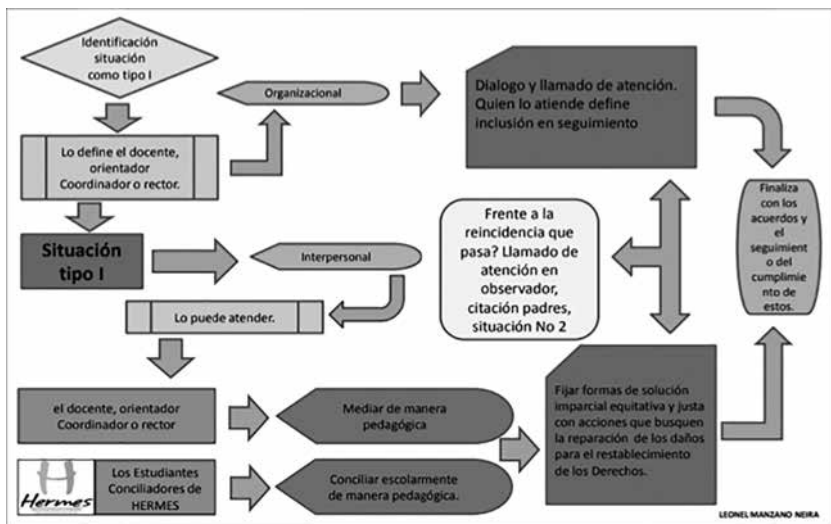 Identificación
situación
como tipo I
Organizacional
Dialogo y llamado de atención.
Quien lo atiende define
inclusión en seguimiento
Lo define el docente,
orientador
Coordinador o rector.
Finaliza
con los
acuerdos y
el
seguimient
o del
cumplimie
nto de
estos.
Situación
tipo I
Interpersonal
Frente a la
reincidencia que
pasa? Llamado de
atención en
observador,
citación padres,
situación No 2
Lo puede atender.
el docente, orientador
Coordinador o rector
Mediar de manera
pedagógica
Fijar formas de solución
imparcial equitativa y justa
con acciones que busquen
la reparación de los daños
para el restablecimiento
de los Derechos.
Hermes
Los Estudiantes
Conciliadores de
HERMES
Conciliar escolarmente
de manera pedagógica.
LEONEL MANZANO NEIRA